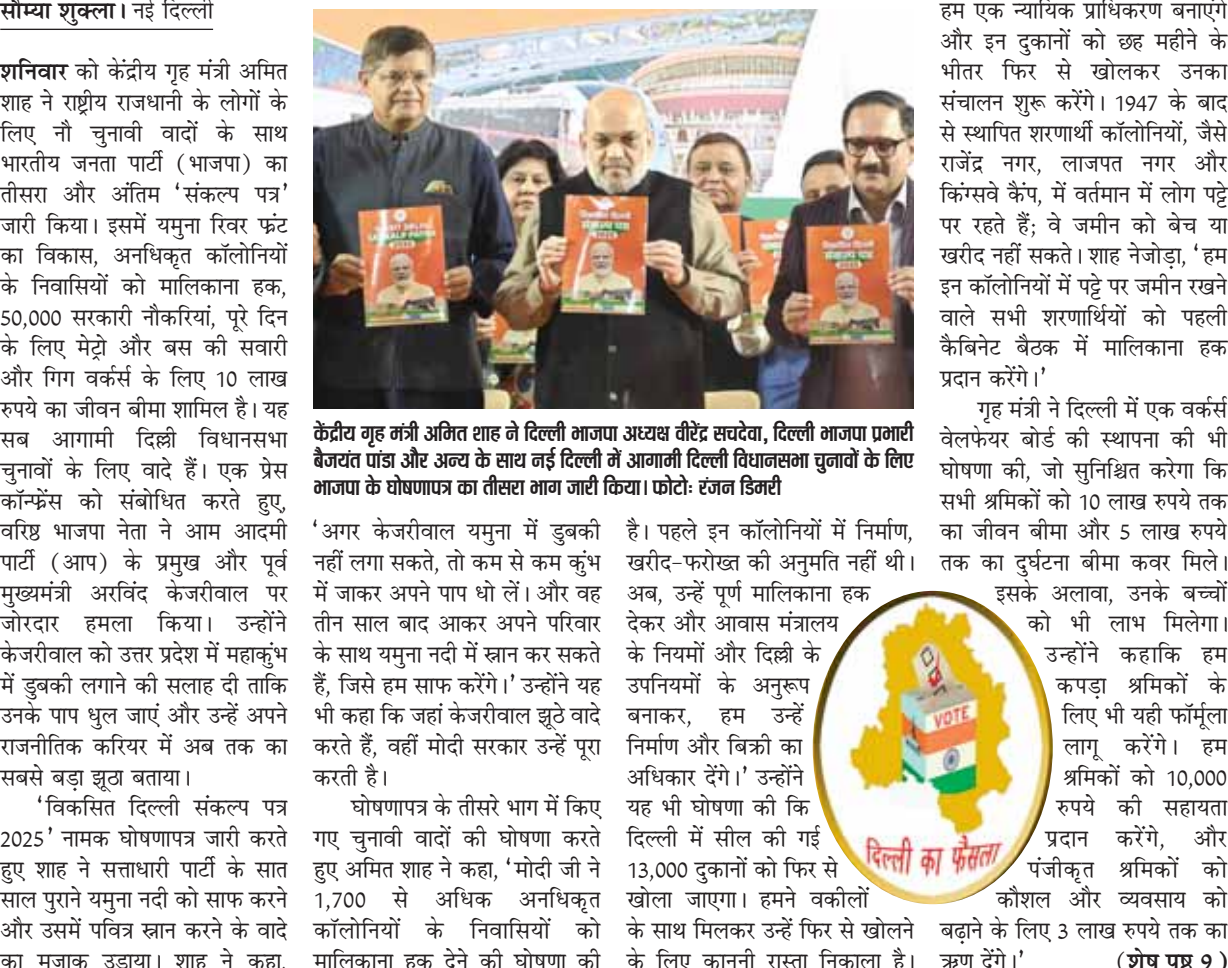 सौम्या शुक्ला। नई दिल्ली
शनिवार को केंद्रीय गृह मंत्री अमित
शाह ने राष्ट्रीय राजधानी के लोगों के
लिए नौ चुनावी वादों के साथ
भारतीय जनता पार्टी (भाजपा) का
तीसरा और अंतिम ‘संकल्प पत्र’
जारी किया। इसमें यमुना रिवर फ्रंट
का विकास, अनधिकृत कॉलोनियों
के निवासियों को मालिकाना हक,
50,000 सरकारी नौकरियां, पूरे दिन
के लिए मेट्रो और बस की सवारी
और गिग वर्कर्स के लिए 10 लाख
रुपये का जीवन बीमा शामिल है। यह
सब आगामी दिल्ली विधानसभा
चुनावों के लिए वादे हैं। एक प्रेस
कॉन्फ्रेंस को संबोधित करते हुए,
वरिष्ठ भाजपा नेता ने आम आदमी
पार्टी (आप) के प्रमुख और पूर्व
मुख्यमंत्री अरविंद केजरीवाल पर
जोरदार हमला किया। उन्होंने
केजरीवाल को उत्तर प्रदेश में महाकुंभ
में डुबकी लगाने की सलाह दी ताकि
उनके पाप धुल जाएं और उन्हें अपने
राजनीतिक करियर में अब तक का
सबसे बड़ा झूठा बताया।
‘विकसित दिल्ली संकल्प पत्र
2025’ नामक घोषणापत्र जारी करते
हुए शाह ने सत्ताधारी पार्टी के सात
साल पुराने यमुना नदी को साफ करने
और उसमें पवित्र स्नान करने के वादे
का मजाक उड़ाया। शाह ने कहा,
केंद्रीय गृह मंत्री अमित शाह ने दिल्ली भाजपा अध्यक्ष वीरेंद्र सचदेवा, दिल्ली भाजपा प्रभारी
बैजयंत पांडा और अन्य के साथ नई दिल्ली में आगामी दिल्ली विधानसभा चुनावों के लिए
भाजपा के घोषणापत्र का तीसरा भाग जारी किया। फोटोः रंजन डिमरी
‘अगर केजरीवाल यमुना में डुबकी
नहीं लगा सकते, तो कम से कम कुंभ
में जाकर अपने पाप धो लें। और वह
तीन साल बाद आकर अपने परिवार
के साथ यमुना नदी में स्नान कर सकते
हैं, जिसे हम साफ करेंगे।’ उन्होंने यह
भी कहा कि जहां केजरीवाल झूठे वादे
करते हैं, वहीं मोदी सरकार उन्हें पूरा
करती है।
घोषणापत्र के तीसरे भाग में किए
गए चुनावी वादों की घोषणा करते
हुए अमित शाह ने कहा, ‘मोदी जी ने
1,700 से अधिक अनधिकृत
कॉलोनियों के निवासियों को
मालिकाना हक देने की घोषणा की
है। पहले इन कॉलोनियों में निर्माण,
खरीद-फरोख्त की अनुमति नहीं थी।
अब, उन्हें पूर्ण मालिकाना हक
देकर और आवास मंत्रालय
के नियमों और दिल्ली के
उपनियमों के अनुरूप
बनाकर, हम उन्हें
निर्माण और बिक्री का
अधिकार देंगे।’ उन्होंने
यह भी घोषणा की कि
दिल्ली में सील की गई
13,000 दुकानों को फिर से
खोला जाएगा। हमने वकीलों
के साथ मिलकर उन्हें फिर से खोलने
के लिए कानूनी रास्ता निकाला है।
VOTE
दिल्ली का फैसला
हम एक न्यायिक प्राधिकरण बनाएंगे
और इन दुकानों को छह महीने के
भीतर फिर से खोलकर उनका
संचालन शुरू करेंगे। 1947 के बाद
से स्थापित शरणार्थी कॉलोनियों, जैसे
राजेंद्र नगर, लाजपत नगर और
किंग्सवे कैंप, में वर्तमान में लोग पट्टे
पर रहते हैं; वे जमीन को बेच या
खरीद नहीं सकते। शाह नेजोड़ा, ‘हम
इन कॉलोनियों में पट्टे पर जमीन रखने
वाले सभी शरणार्थियों को पहली
कैबिनेट बैठक में मालिकाना हक
प्रदान करेंगे।’
गृह मंत्री ने दिल्ली में एक वर्कर्स
वेलफेयर बोर्ड की स्थापना की भी
घोषणा की, जो सुनिश्चित करेगा कि
सभी श्रमिकों को 10 लाख रुपये तक
का जीवन बीमा और 5 लाख रुपये
तक का दुर्घटना बीमा कवर मिले।
इसके अलावा, उनके बच्चों
को भी लाभ मिलेगा।
उन्होंने कहाकि हम
कपड़ा श्रमिकों के
लिए भी यही फॉर्मूला
लागू करेंगे। हम
श्रमिकों को 10,000
रुपये की सहायता
प्रदान करेंगे, और
पंजीकृत श्रमिकों को
कौशल और व्यवसाय को
बढ़ाने के लिए 3 लाख रुपये तक का
ऋण देंगे।’ (शेष पृष्ठ 9)